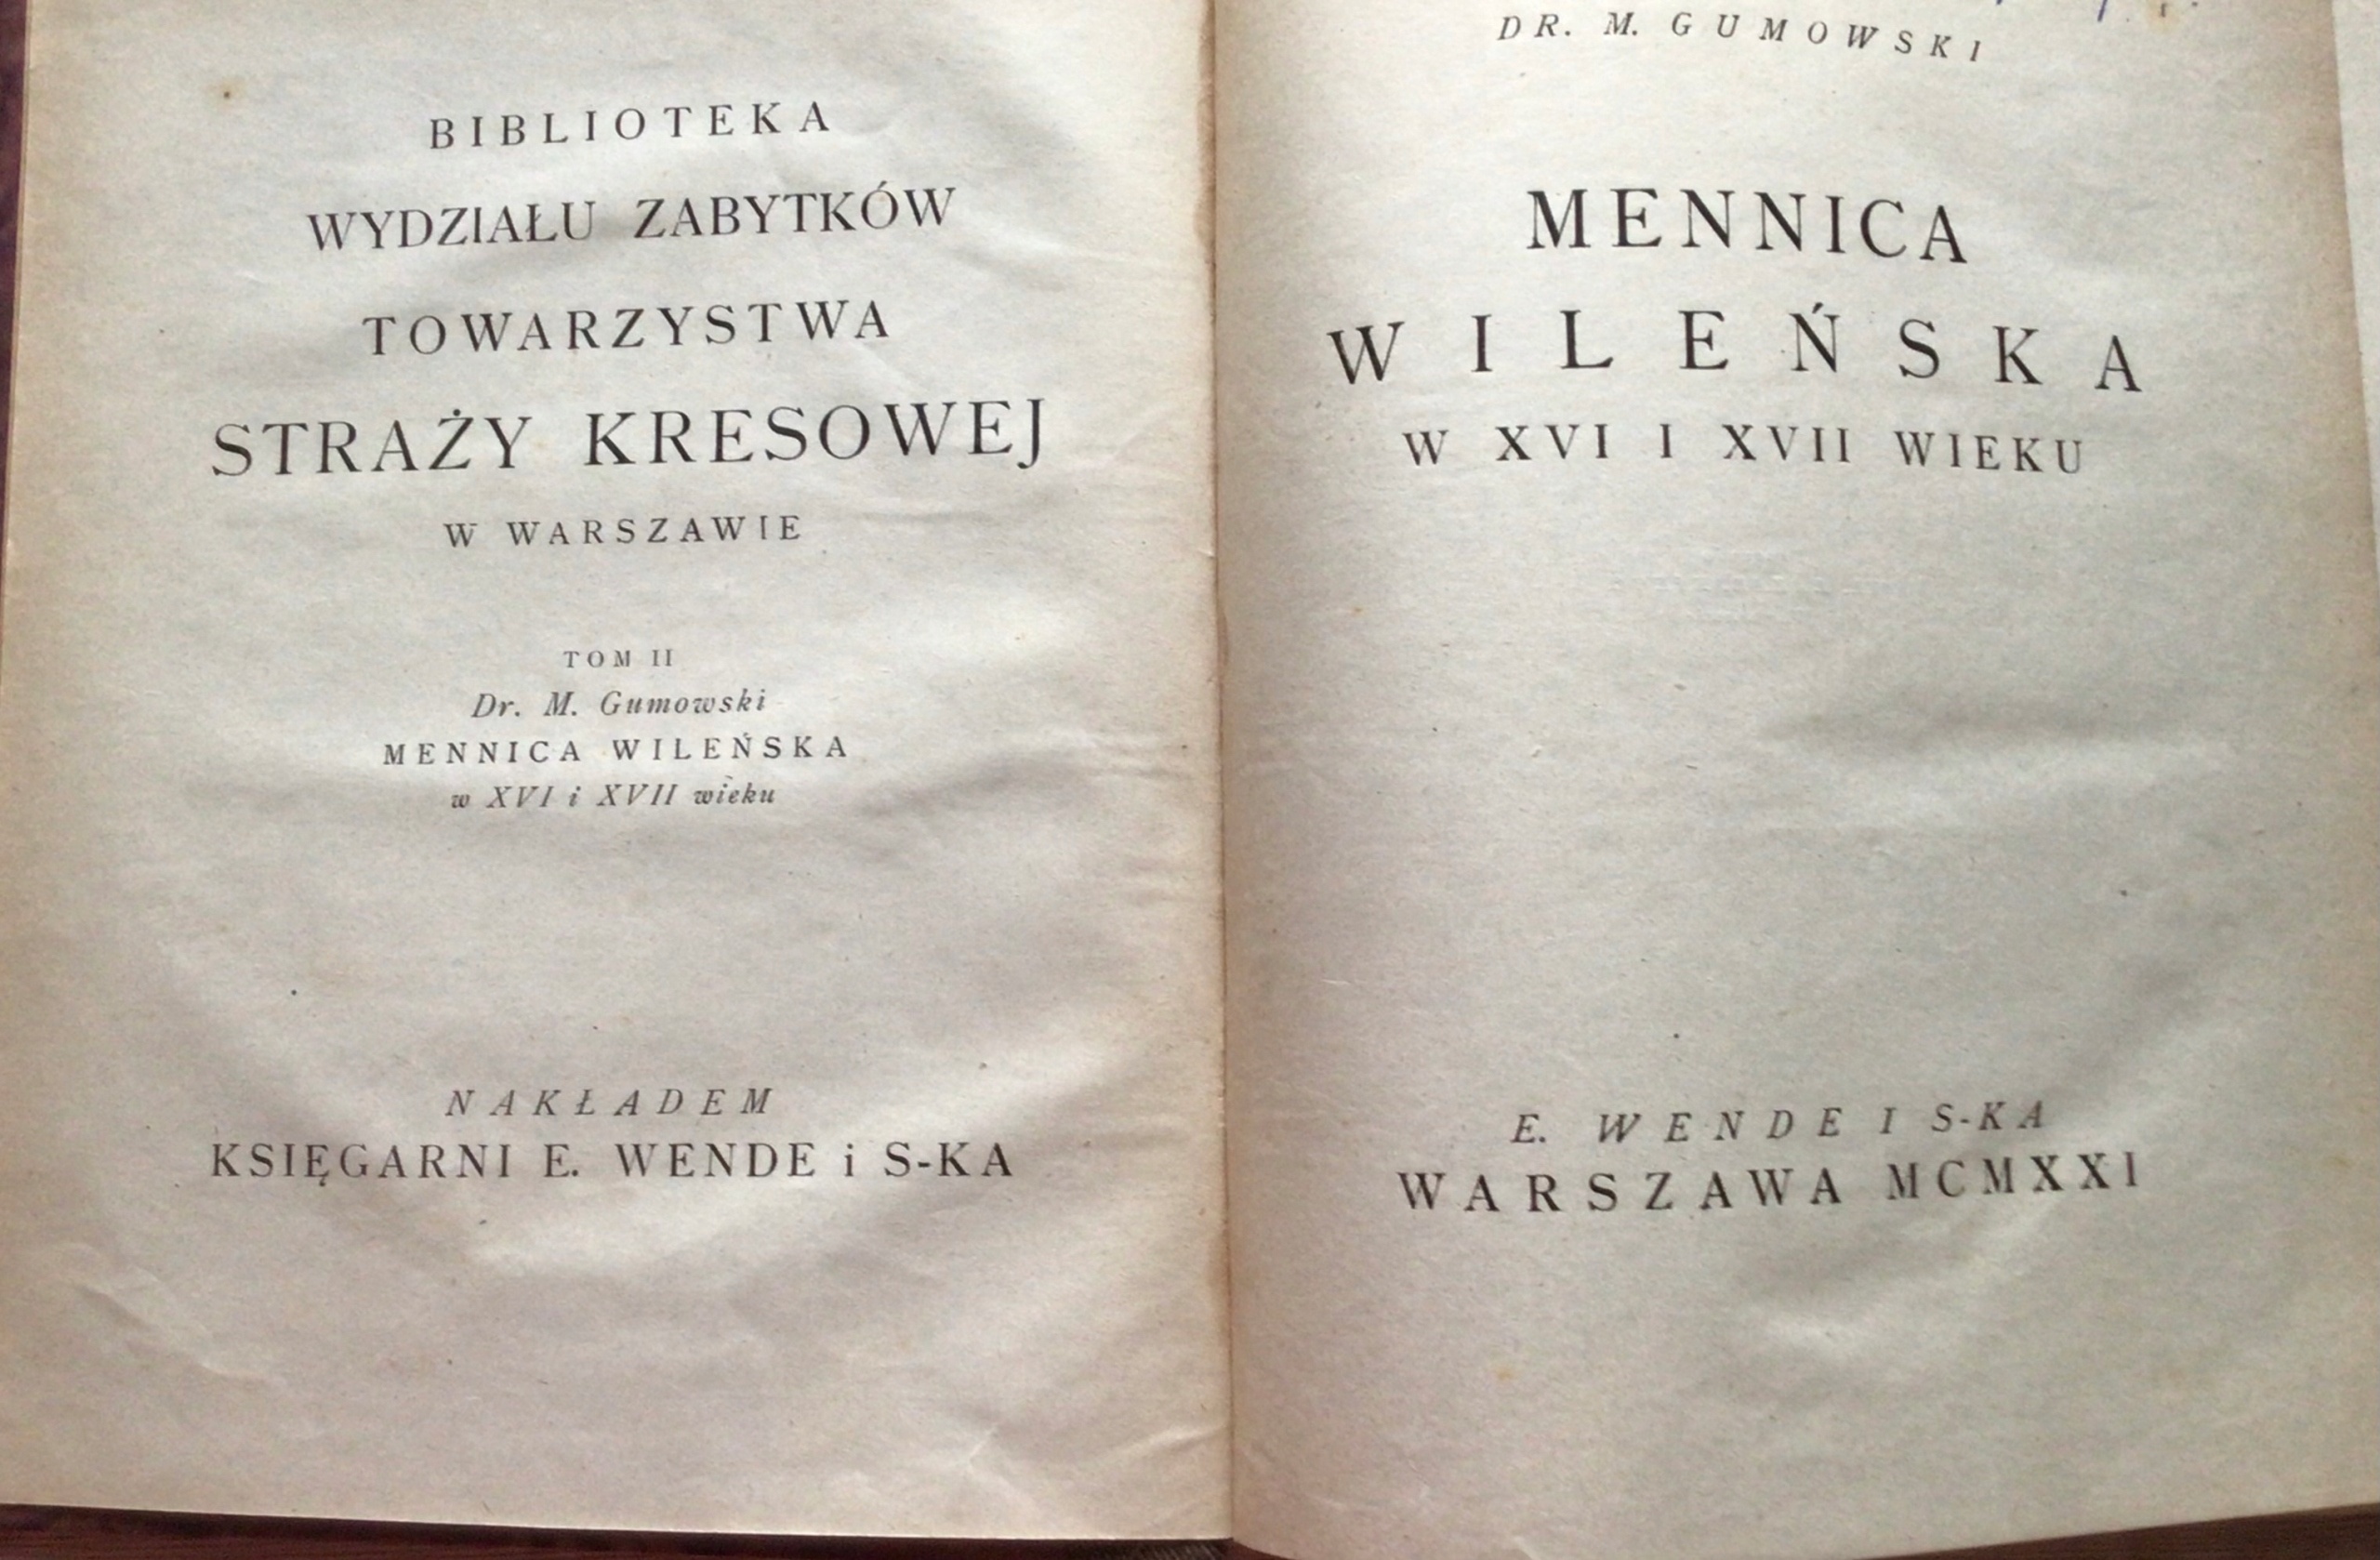 BIBLIOTEKA
WYDZIAŁU ZABYTKÓW
TOWARZYSTWA
STRAŻY KRESOWEJ
W WARSZAWIE
TOM II
Dr. M. Gumowski
MENNICA WILEŃSKA
w XVI i XVII wieku
NAKŁADEM
KSIĘGARNI E. WENDE i S-KA
DR. M. GUMOWSKI
MENNICA
WILEŃSKA
W XVI I XVII WIEKU
E. WENDE I S-KA
WARSZAWA MCMXXI